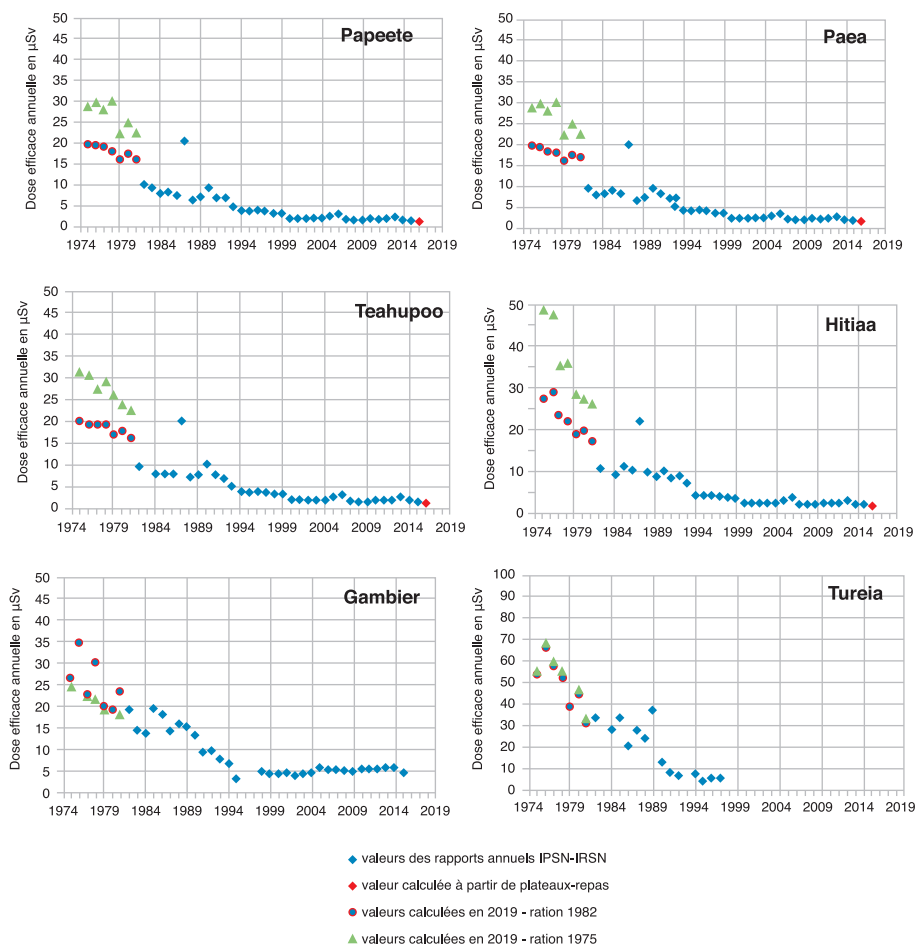 Papeete
Dose efficace annuelle en µSv
50
45
40
35
30
25
20
15
10
5
0
1974 1979 1984 1989 1994 1999 2004 2009 2014 2019
Paea
Dose efficace annuelle en µSv
50
45
40
35
30
25
20
15
10
5
0
1974 1979 1984 1989 1994 1999 2004 2009 2014 2019
Teahupoo
Dose efficace annuelle en µSv
50
45
40
35
30
25
20
15
10
5
0
1974 1979 1984 1989 1994 1999 2004 2009 2014 2019
Hitiaa
Dose efficace annuelle en µSv
50
40
30
20
10
0
1974 1979 1984 1989 1994 1999 2004 2009 2014 2019
Gambier
Dose efficace annuelle en µSv
50
45
40
35
30
25
20
15
10
5
0
1974 1979 1984 1989 1994 1999 2004 2009 2014 2019
Tureia
Dose efficace annuelle en µSv
100
90
80
70
60
50
40
30
20
10
0
1974 1979 1984 1989 1994 1999 2004 2009 2014 2019
valeurs des rapports annuels IPSN-IRSN
valeur calculée à partir de plateaux-repas
valeurs calculées en 2019 - ration 1982
valeurs calculées en 2019 - ration 1975